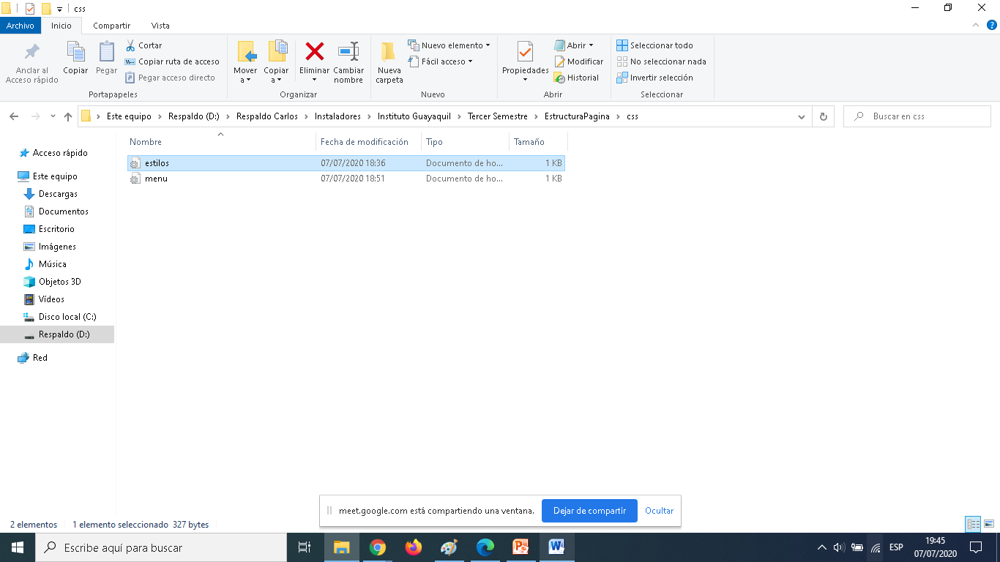 css
Archivo Inicio Compartir Vista
Anclar al Acceso rápido
Copiar
Pegar
Cortar
Copiar ruta de acceso
Pegar acceso directo
Portapapeles
Mover a
Copiar a
Eliminar
Cambiar nombre
Organizar
Nueva carpeta
Nuevo elemento
Fácil acceso
Nuevo
Propiedades
Abrir
Modificar
Historial
Abrir
Seleccionar todo
No seleccionar nada
Invertir selección
Seleccionar
Este equipo > Respaldo (D:) > Respaldo Carlos > Instaladores > Instituto Guayaquil > Tercer Semestre > EstructuraPagina > css
Buscar en css
Acceso rápido
Este equipo
Descargas
Documentos
Escritorio
Imágenes
Música
Objetos 3D
Vídeos
Disco local (C:)
Respaldo (D:)
Red
Nombre Fecha de modificación Tipo Tamaño
estilos 07/07/2020 18:36 Documento de ho... 1 KB
menu 07/07/2020 18:51 Documento de ho... 1 KB
meet.google.com está compartiendo una ventana. Dejar de compartir Ocultar
2 elementos 1 elemento seleccionado 327 bytes
Escribe aquí para buscar
ESP
19:45
07/07/2020